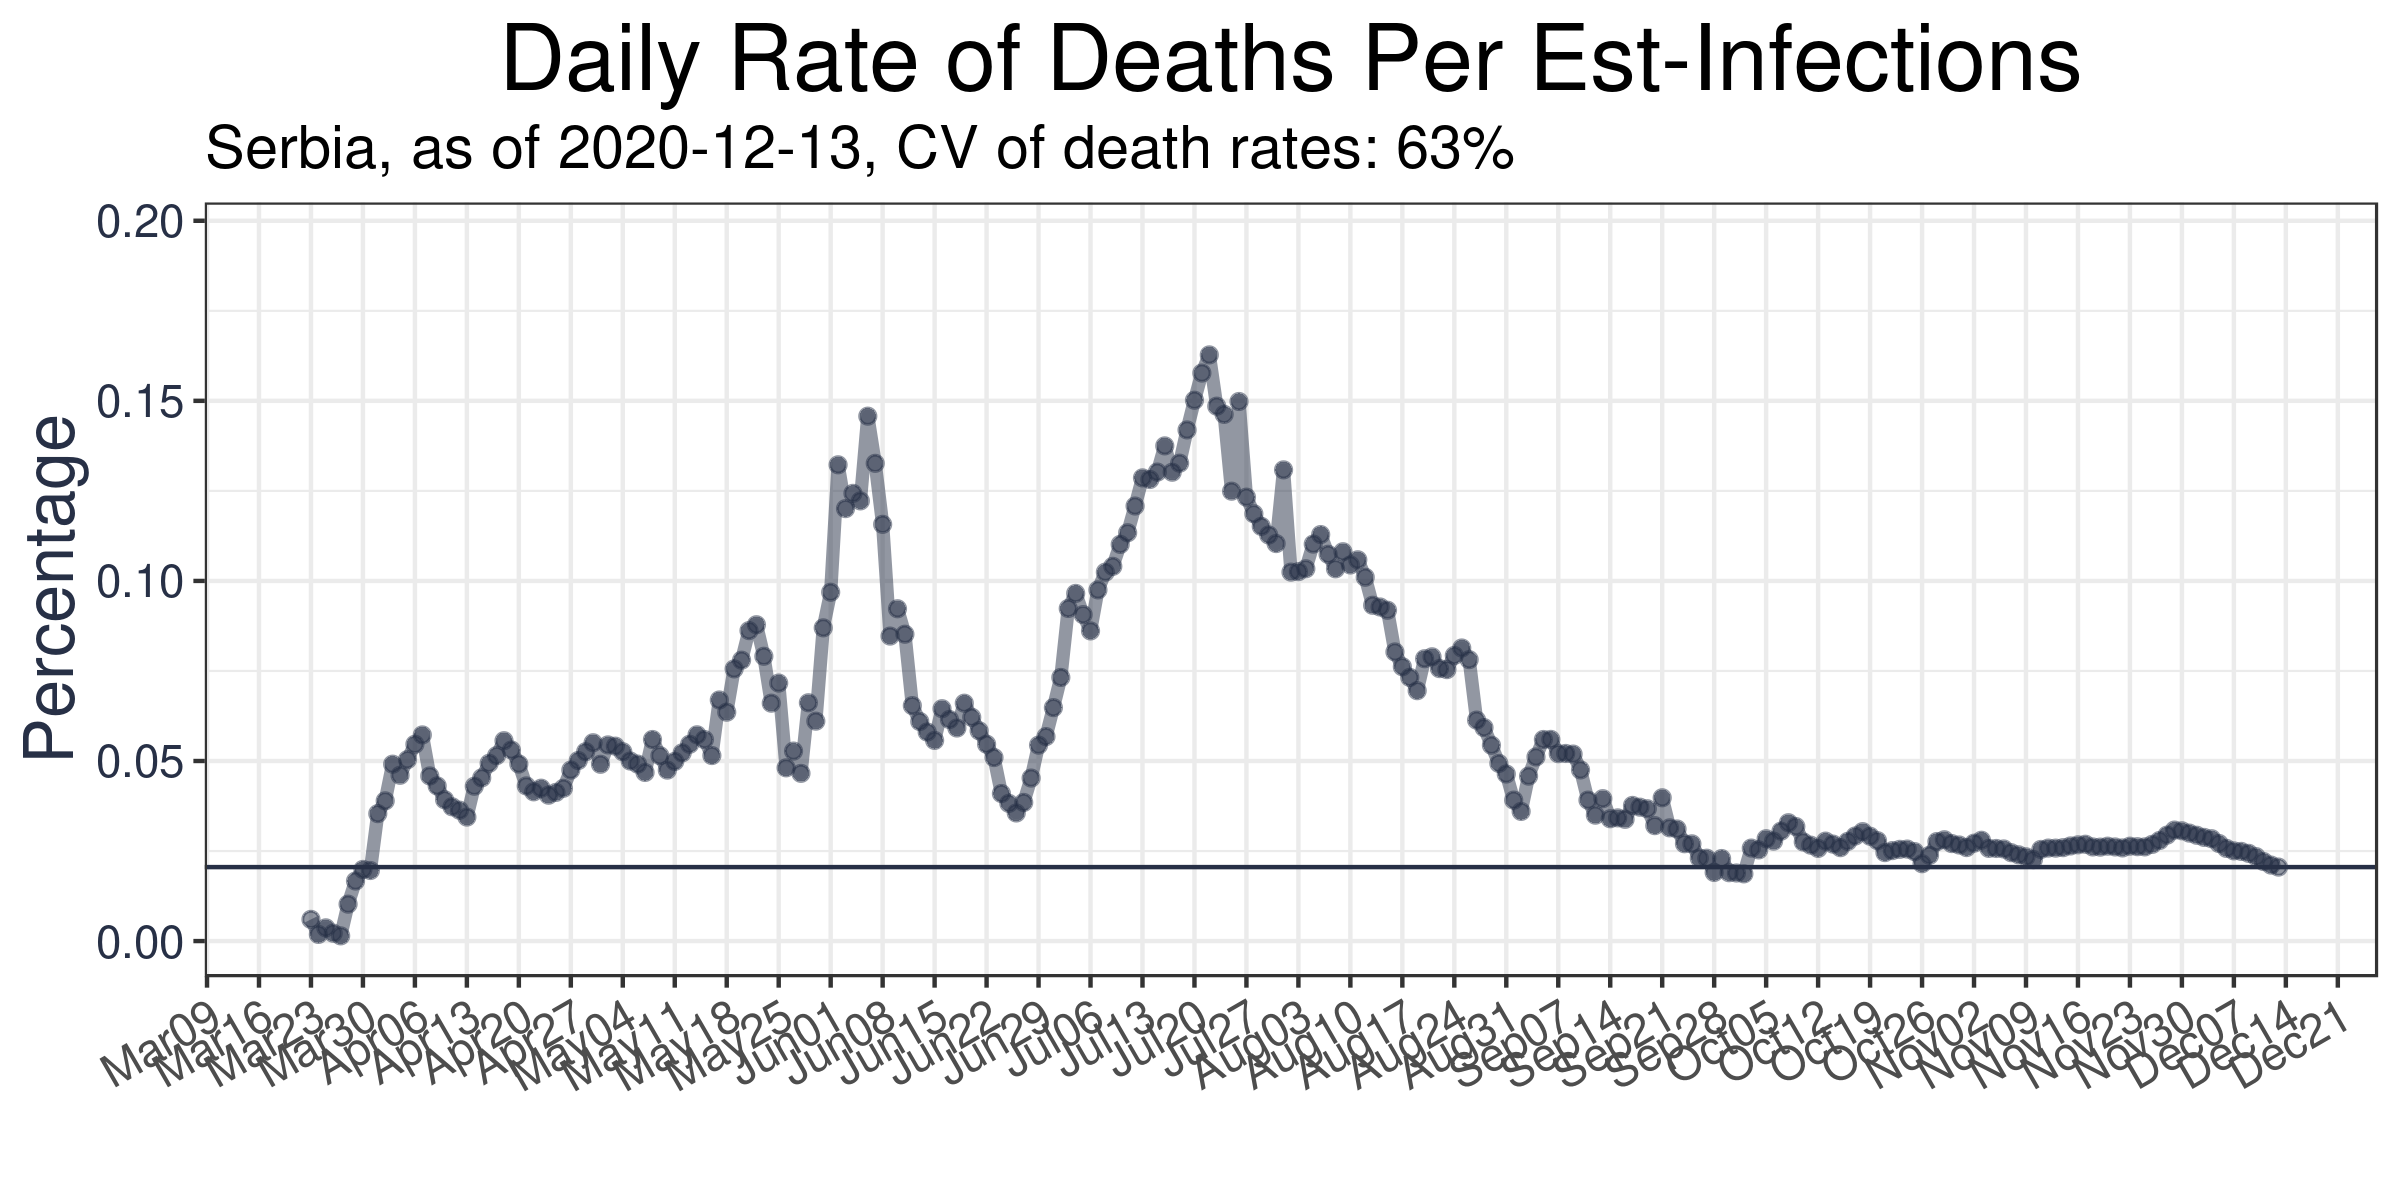 Daily Rate of Deaths Per Est-Infections
Serbia, as of 2020-12-13, CV of death rates: 63%
Percentage
0.20
0.15
0.10
0.05
0.00
Mar09
Mar16
Mar23
Mar30
Apr06
Apr13
Apr20
Apr27
May04
May11
May18
May25
Jun01
Jun08
Jun15
Jun22
Jun29
Jul06
Jul13
Jul20
Jul27
Aug03
Aug10
Aug17
Aug24
Aug31
Sep07
Sep14
Sep21
Sep28
Oct05
Oct12
Oct19
Oct26
Nov02
Nov09
Nov16
Nov23
Nov30
Dec07
Dec14
Dec21